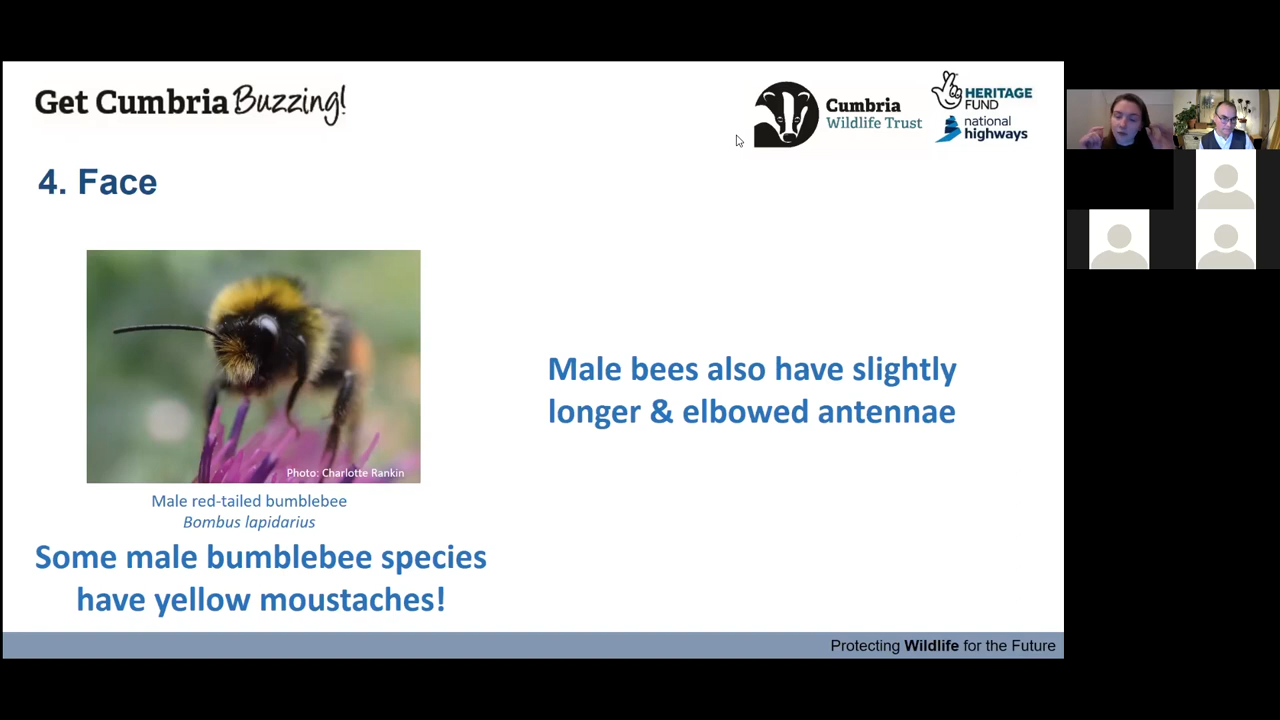 Get Cumbria Buzzing!
Cumbria
Wildlife Trust
HERITAGE
FUND
national
highways
4. Face
Photo: Charlotte Rankin
Male red-tailed bumblebee
Bombus lapidarius
Some male bumblebee species
have yellow moustaches!
Male bees also have slightly
longer & elbowed antennae
Protecting Wildlife for the Future